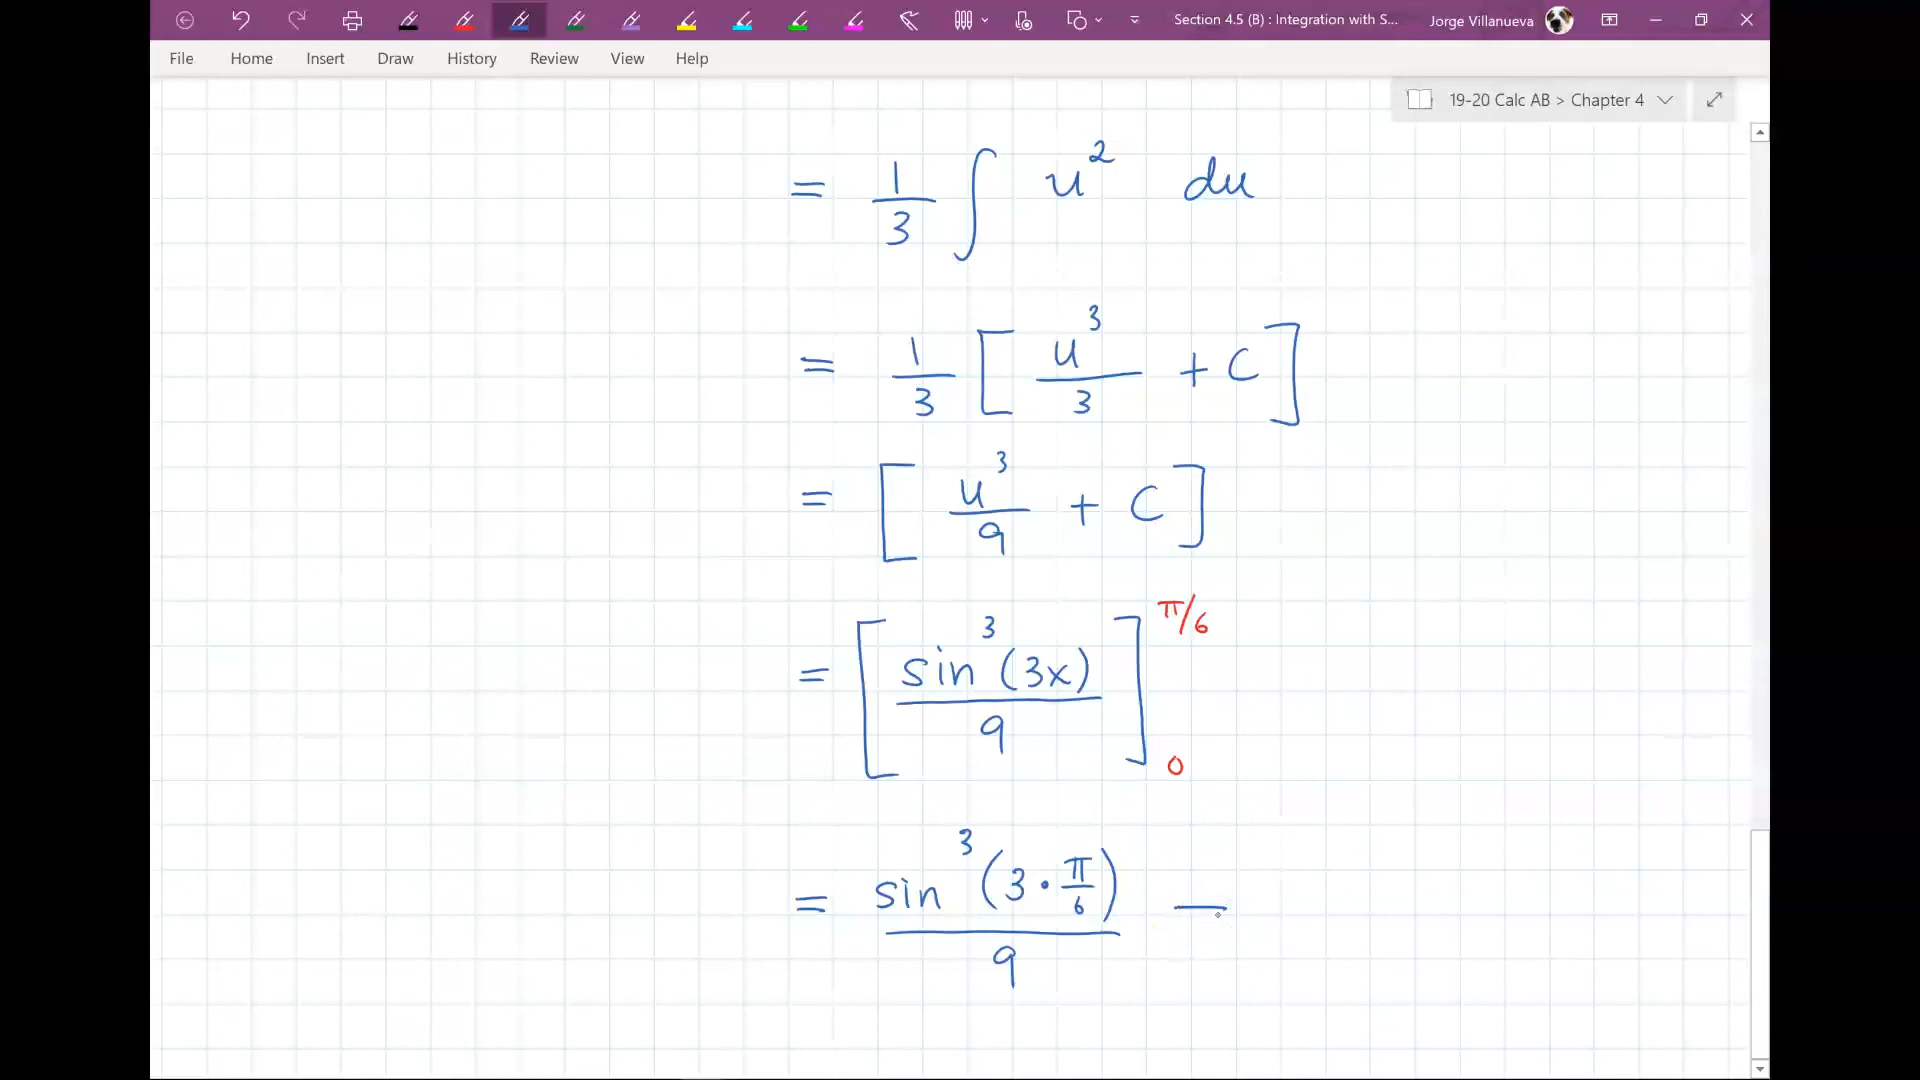 Section 4.5 (B) : Integration with S... Jorge Villanueva
File Home Insert Draw History Review View Help
19-20 Calc AB > Chapter 4
= 1/3 ∫ u² du
= 1/3 [ u³/3 + C ]
= [ u³/9 + C ]
= [ sin³(3x)/9 ] π/6 0
= sin³(3·π/6)/9 —